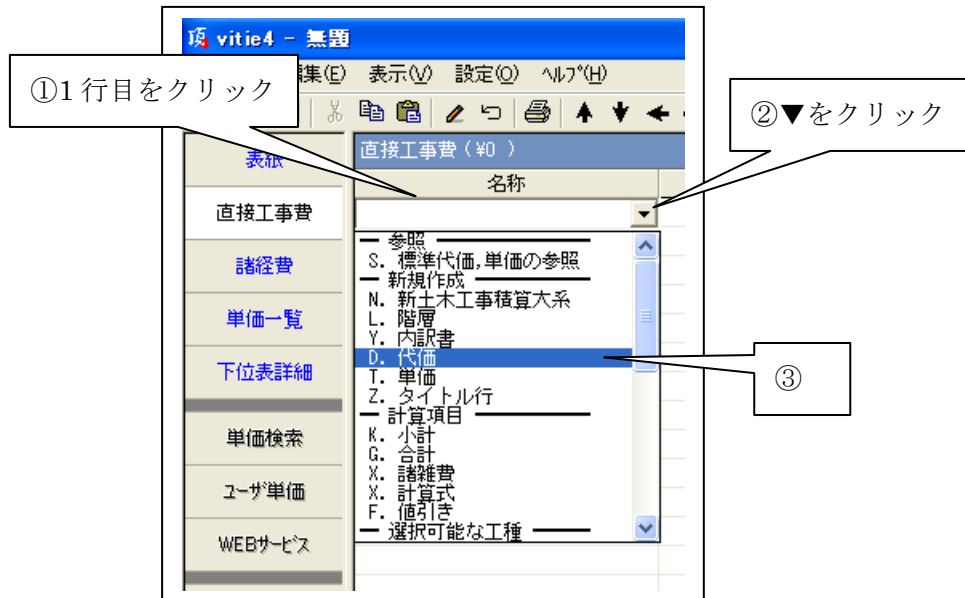 頂 vitie4 - 無題
集(E) 表示(V) 設定(O) ﾍﾙﾌﾟ(H)
①1 行目をクリック
②▼をクリック
表紙
直接工事費
諸経費
単価一覧
下位表詳細
単価検索
ﾕｰｻﾞ単価
WEBｻｰﾋﾞｽ
直接工事費 ( ¥0 )
名称
参照
S. 標準代価,単価の参照
新規作成
N. 新土木工事積算大系
L. 階層
Y. 内訳書
D. 代価
T. 単価
Z. タイトル行
計算項目
K. 小計
G. 合計
X. 諸雑費
X. 計算式
F. 値引き
選択可能な工種
③